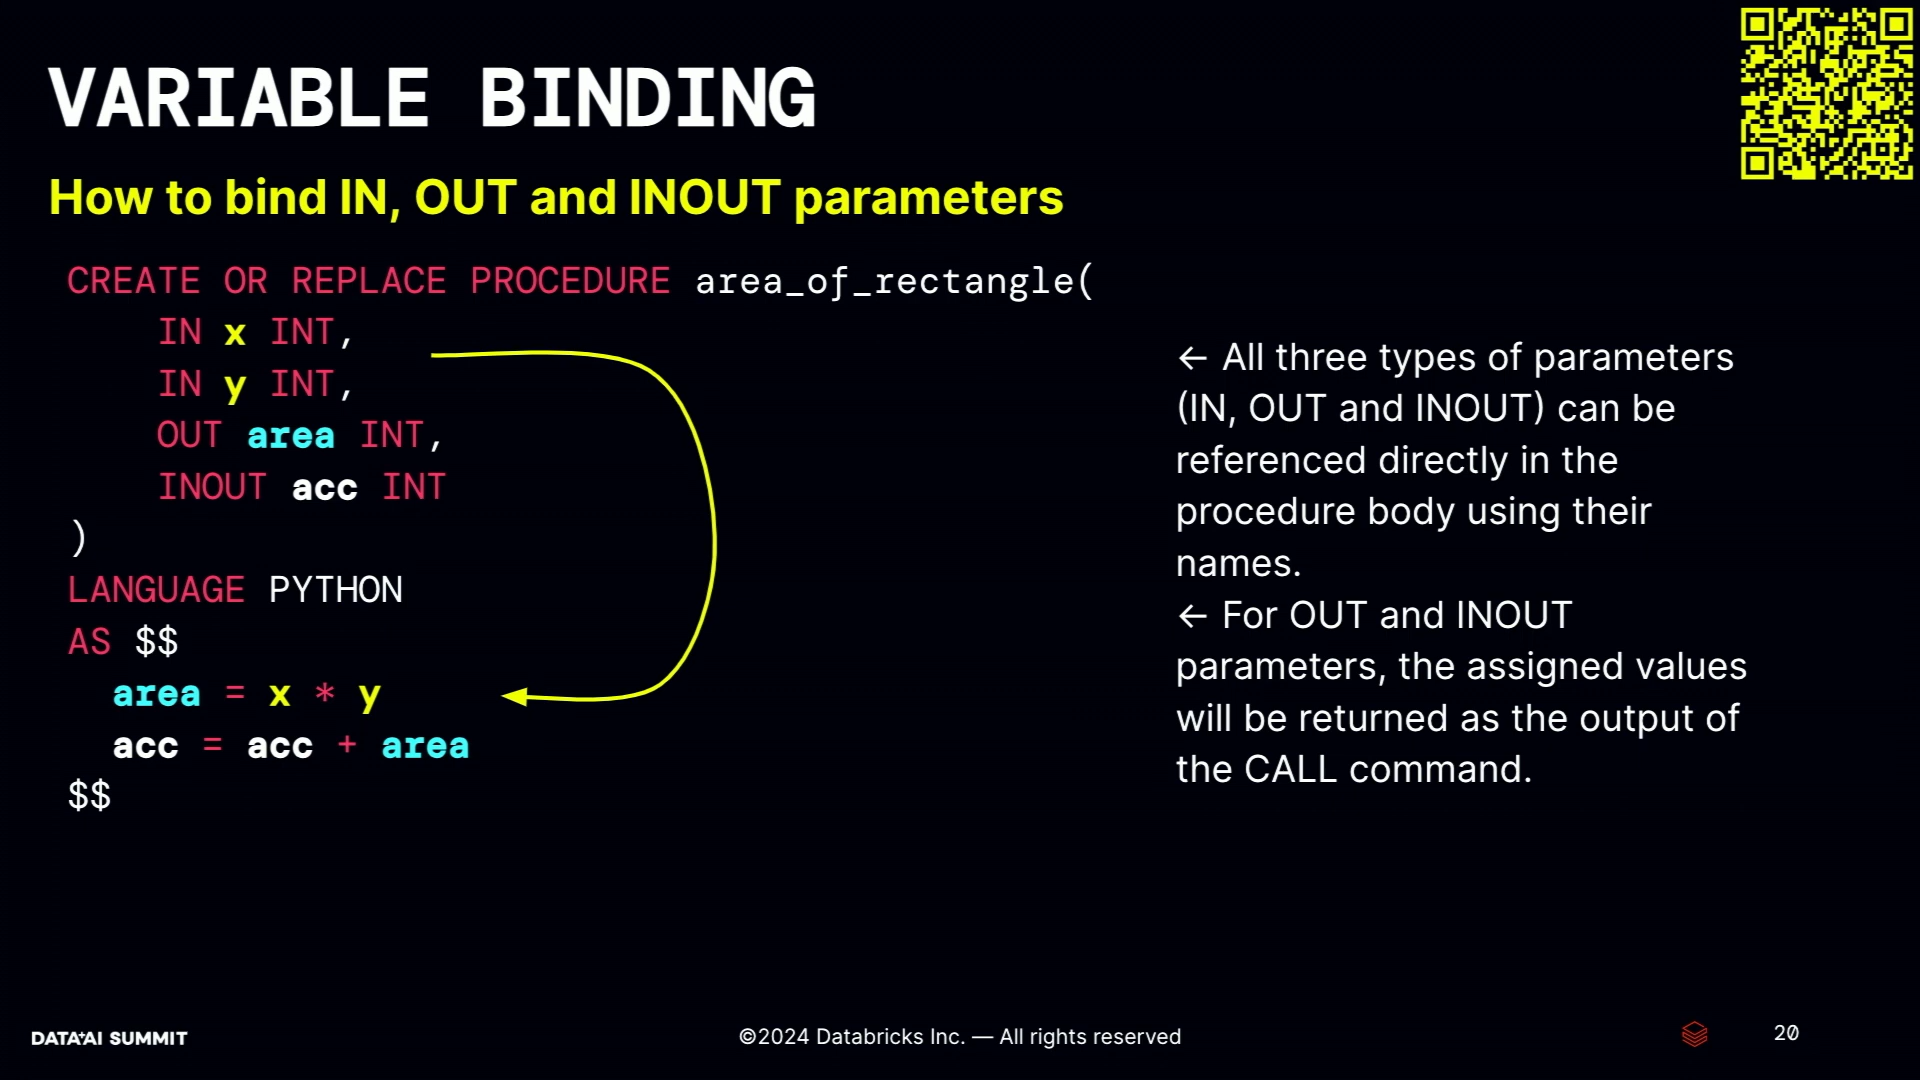 VARIABLE BINDING
How to bind IN, OUT and INOUT parameters
CREATE OR REPLACE PROCEDURE area_of_rectangle(
    IN x INT,
    IN y INT,
    OUT area INT,
    INOUT acc INT
)
LANGUAGE PYTHON
AS $$
  area = x * y
  acc = acc + area
$$
← All three types of parameters
(IN, OUT and INOUT) can be
referenced directly in the
procedure body using their
names.
← For OUT and INOUT
parameters, the assigned values
will be returned as the output of
the CALL command.
DATA+AI SUMMIT
©2024 Databricks Inc. — All rights reserved
20